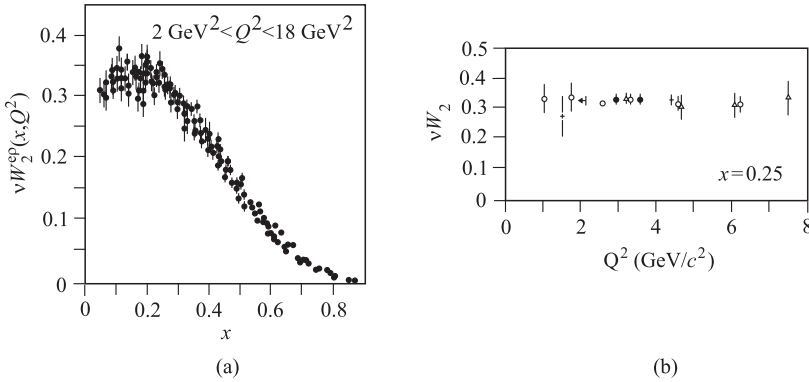 2 GeV²<Q²<18 GeV²
νW₂ᵉᵖ(x,Q²)
0.4
0.3
0.2
0.1
0
0 0.2 0.4 0.6 0.8
x
(a)
νW₂
0.5
0.4
0.3
0.2
0.1
0
x=0.25
0 2 4 6 8
Q² (GeV/c²)
(b)